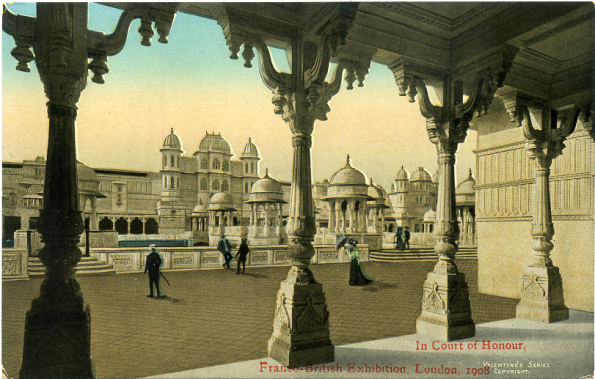 In Court of Honour,
Franco-British Exhibition, London, 1908
VALENTINE'S SERIES
COPYRIGHT.